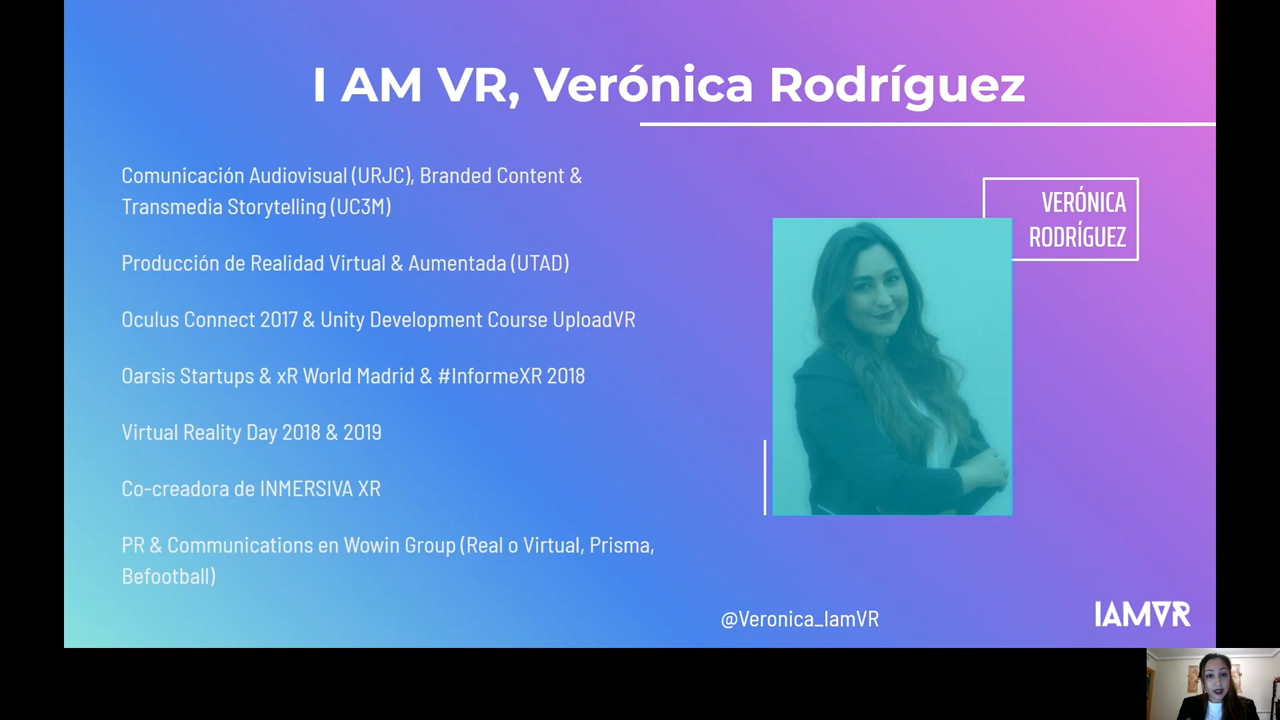 I AM VR, Verónica Rodríguez
Comunicación Audiovisual (URJC), Branded Content &
Transmedia Storytelling (UC3M)
Producción de Realidad Virtual & Aumentada (UTAD)
Oculus Connect 2017 & Unity Development Course UploadVR
Oarsis Startups & xR World Madrid & #InformeXR 2018
Virtual Reality Day 2018 & 2019
Co-creadora de INMERSIVA XR
PR & Communications en Wowin Group (Real o Virtual, Prisma,
Befootball)
VERÓNICA
RODRÍGUEZ
@Veronica_IamVR
IAMVR